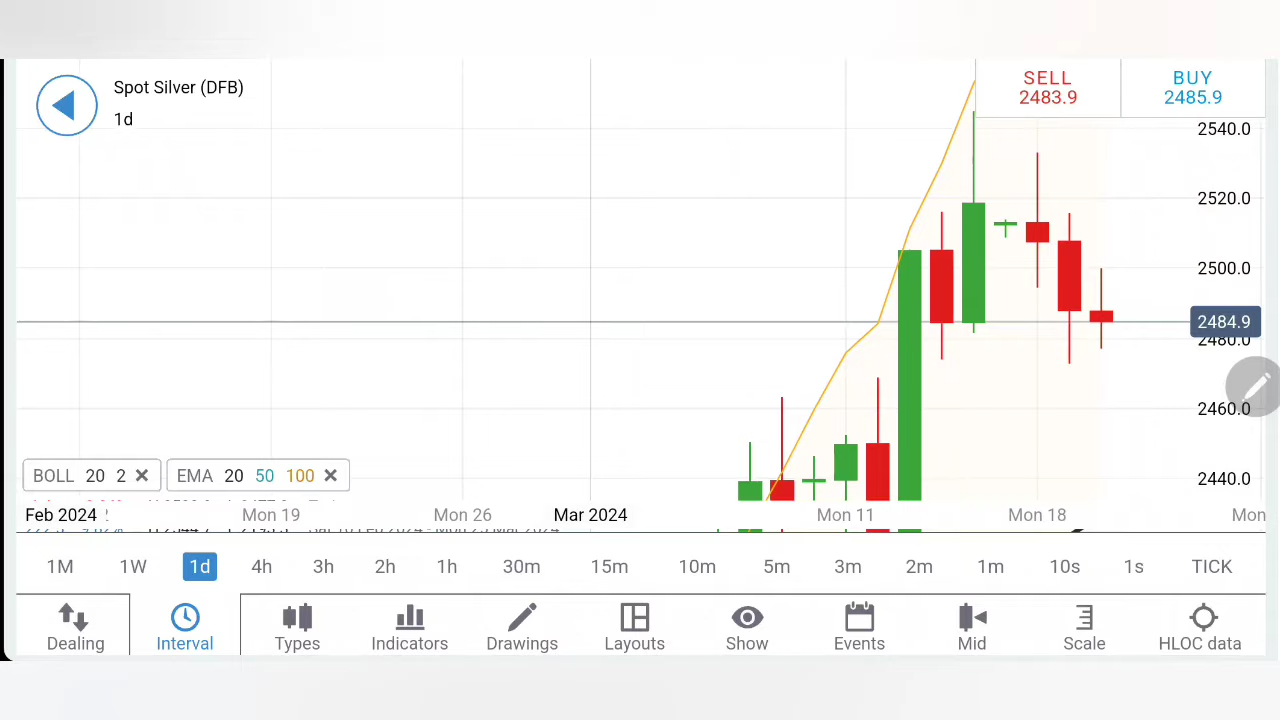 Spot Silver (DFB)
1d
SELL
2483.9
BUY
2485.9
2540.0
2520.0
2500.0
2484.9
2480.0
2460.0
2440.0
BOLL 20 2 ✕
EMA 20 50 100 ✕
Feb 2024 Mon 19 Mon 26 Mar 2024 Mon 11 Mon 18 Mon
1M 1W 1d 4h 3h 2h 1h 30m 15m 10m 5m 3m 2m 1m 10s 1s TICK
Dealing Interval Types Indicators Drawings Layouts Show Events Mid Scale HLOC data